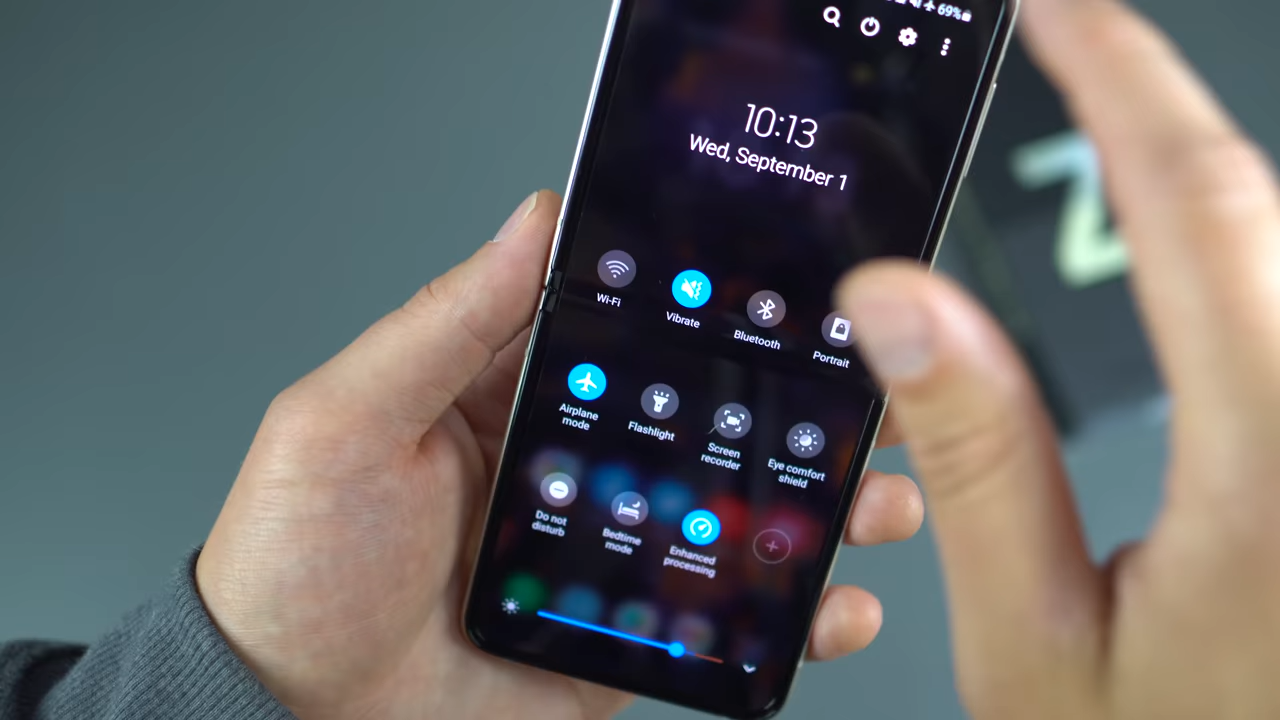 69%
10:13
Wed, September 1
Wi-Fi
Vibrate
Bluetooth
Portrait
Airplane
mode
Flashlight
Screen
recorder
Eye comfort
shield
Do not
disturb
Bedtime
mode
Enhanced
processing
Z